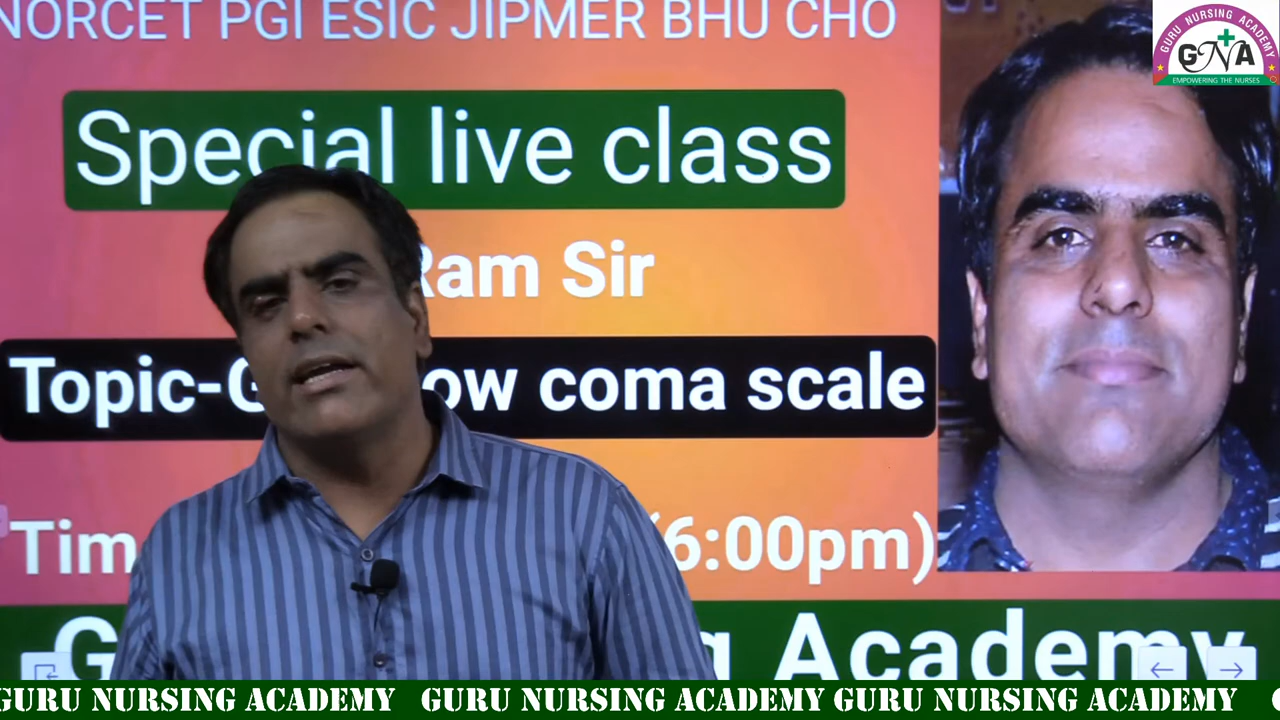 NORCET PGI ESIC JIPMER BHU CHO
Special live class
Ram Sir
Topic-G ow coma scale
Tim (6:00pm)
G g Academy
GURU NURSING ACADEMY GURU NURSING ACADEMY GURU NURSING ACADEMY G
GURU NURSING ACADEMY
GNA
EMPOWERING THE NURSES